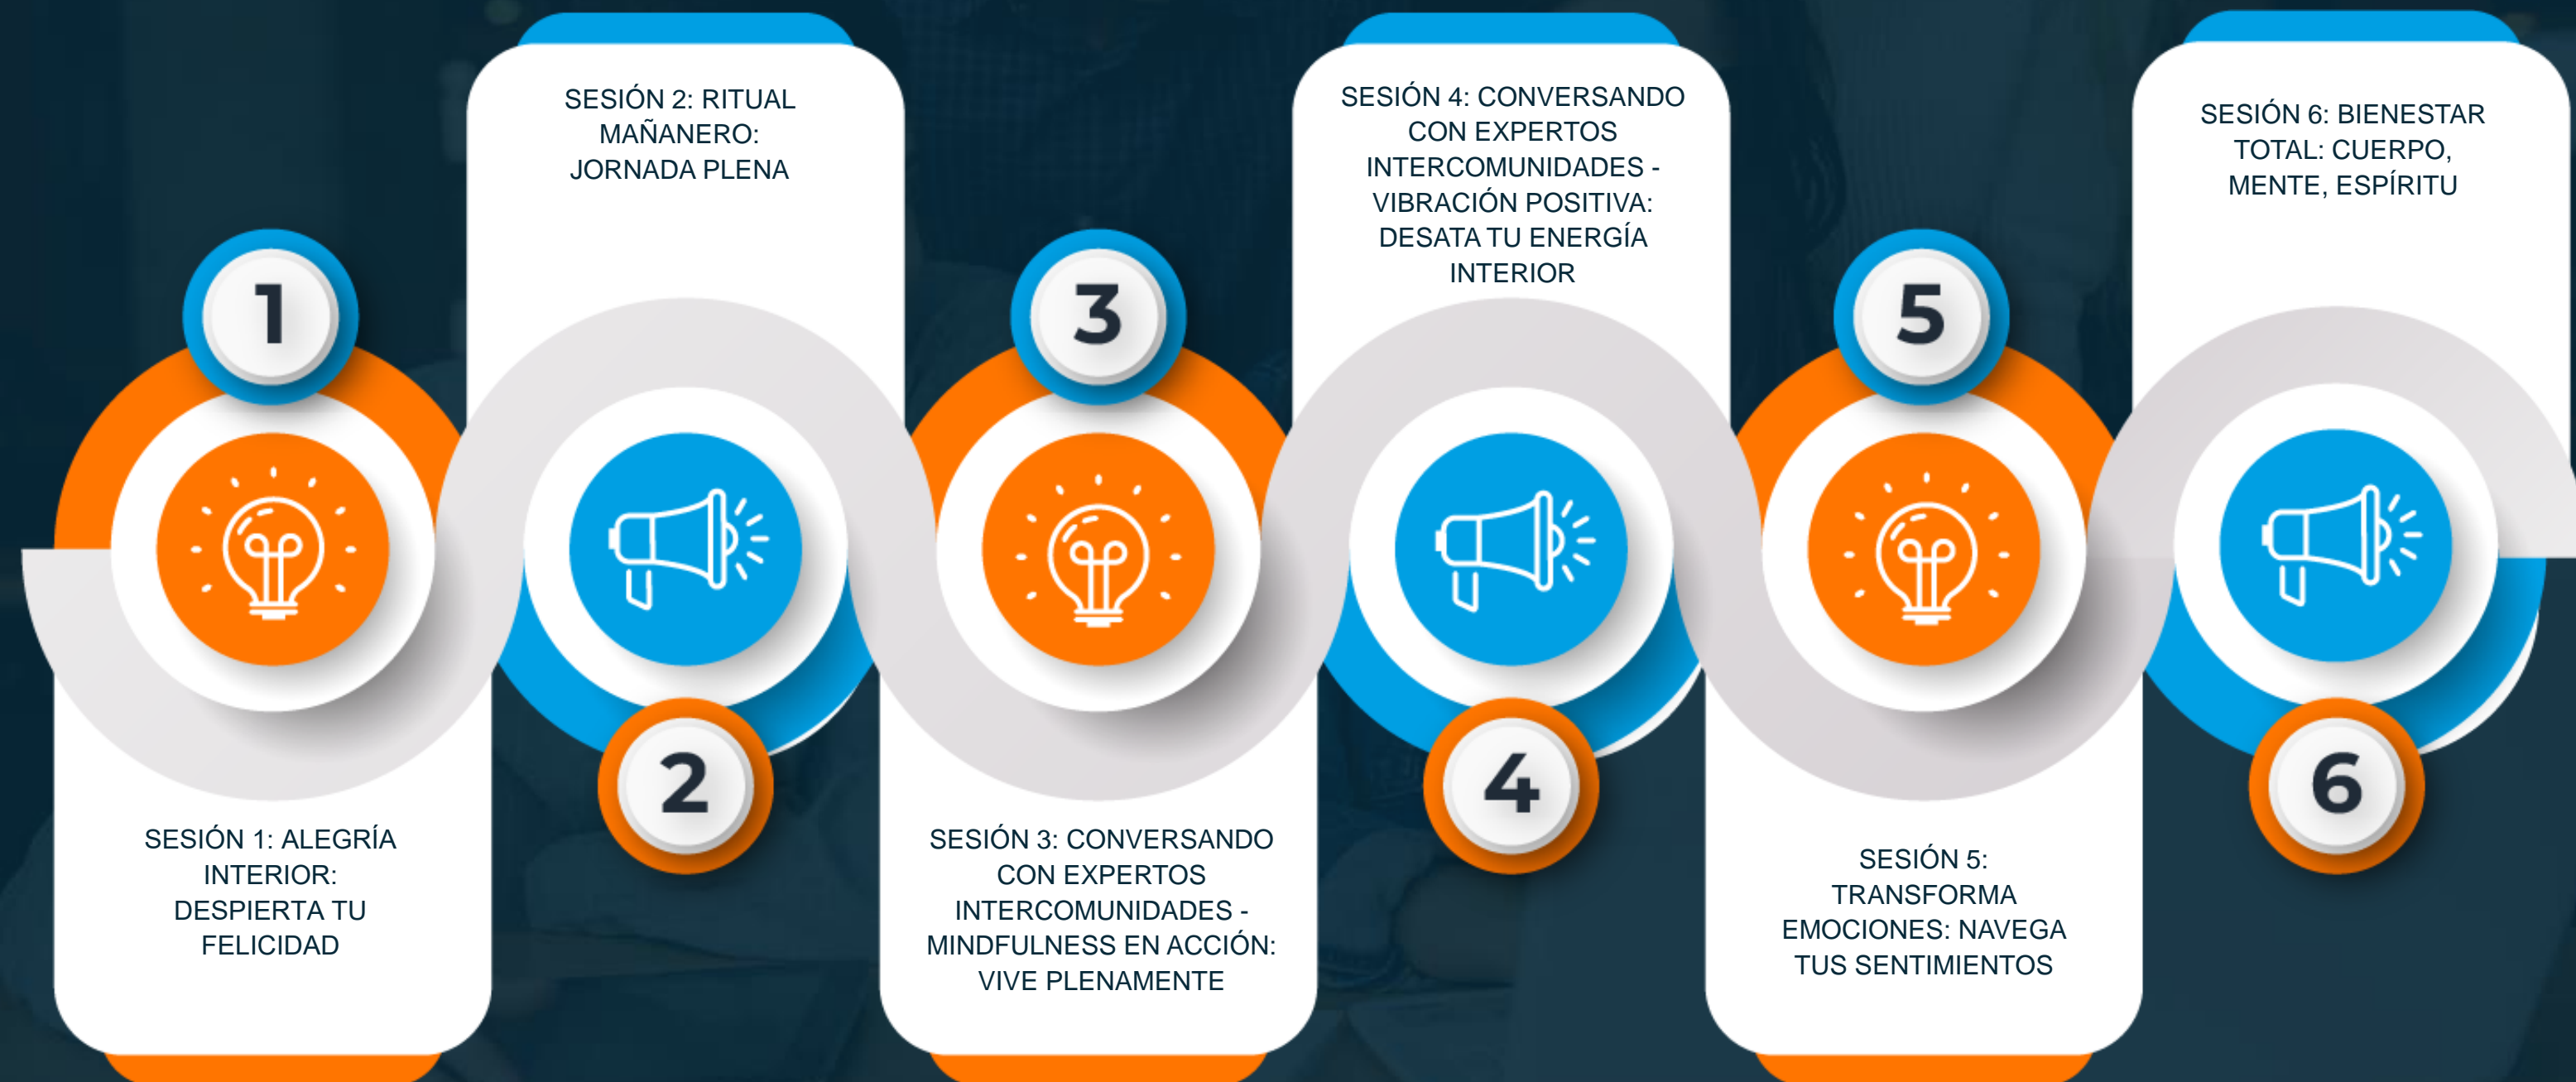 1
SESIÓN 1: ALEGRÍA
INTERIOR:
DESPIERTA TU
FELICIDAD
SESIÓN 2: RITUAL
MAÑANERO:
JORNADA PLENA
2
3
SESIÓN 3: CONVERSANDO
CON EXPERTOS
INTERCOMUNIDADES -
MINDFULNESS EN ACCIÓN:
VIVE PLENAMENTE
SESIÓN 4: CONVERSANDO
CON EXPERTOS
INTERCOMUNIDADES -
VIBRACIÓN POSITIVA:
DESATA TU ENERGÍA
INTERIOR
4
5
SESIÓN 5:
TRANSFORMA
EMOCIONES: NAVEGA
TUS SENTIMIENTOS
SESIÓN 6: BIENESTAR
TOTAL: CUERPO,
MENTE, ESPÍRITU
6